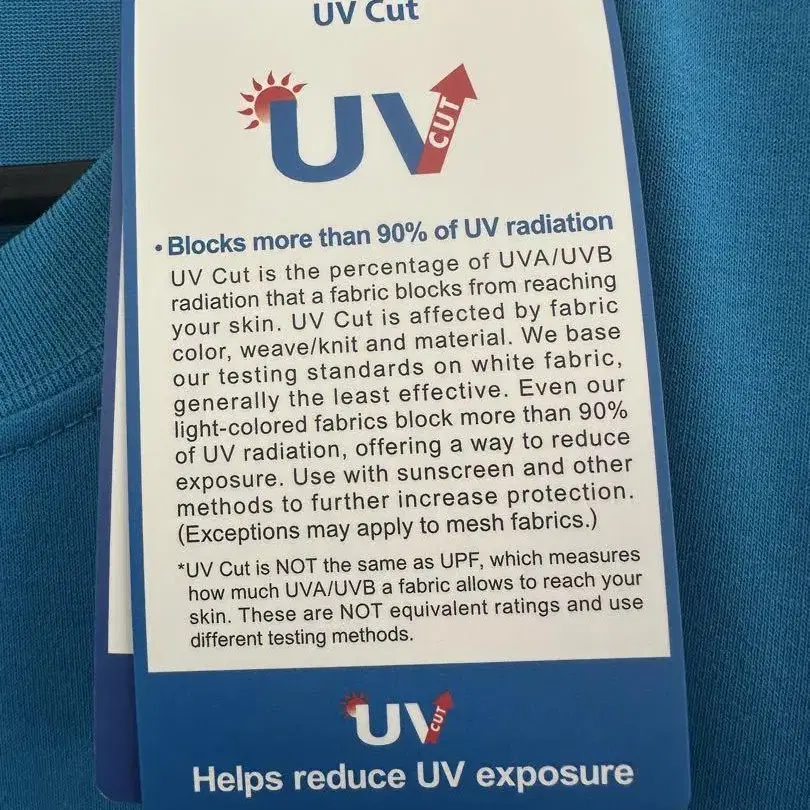 UV Cut
UV CUT
• Blocks more than 90% of UV radiation
UV Cut is the percentage of UVA/UVB
radiation that a fabric blocks from reaching
your skin. UV Cut is affected by fabric
color, weave/knit and material. We base
our testing standards on white fabric,
generally the least effective. Even our
light-colored fabrics block more than 90%
of UV radiation, offering a way to reduce
exposure. Use with sunscreen and other
methods to further increase protection.
(Exceptions may apply to mesh fabrics.)
*UV Cut is NOT the same as UPF, which measures
how much UVA/UVB a fabric allows to reach your
skin. These are NOT equivalent ratings and use
different testing methods.
UV CUT
Helps reduce UV exposure